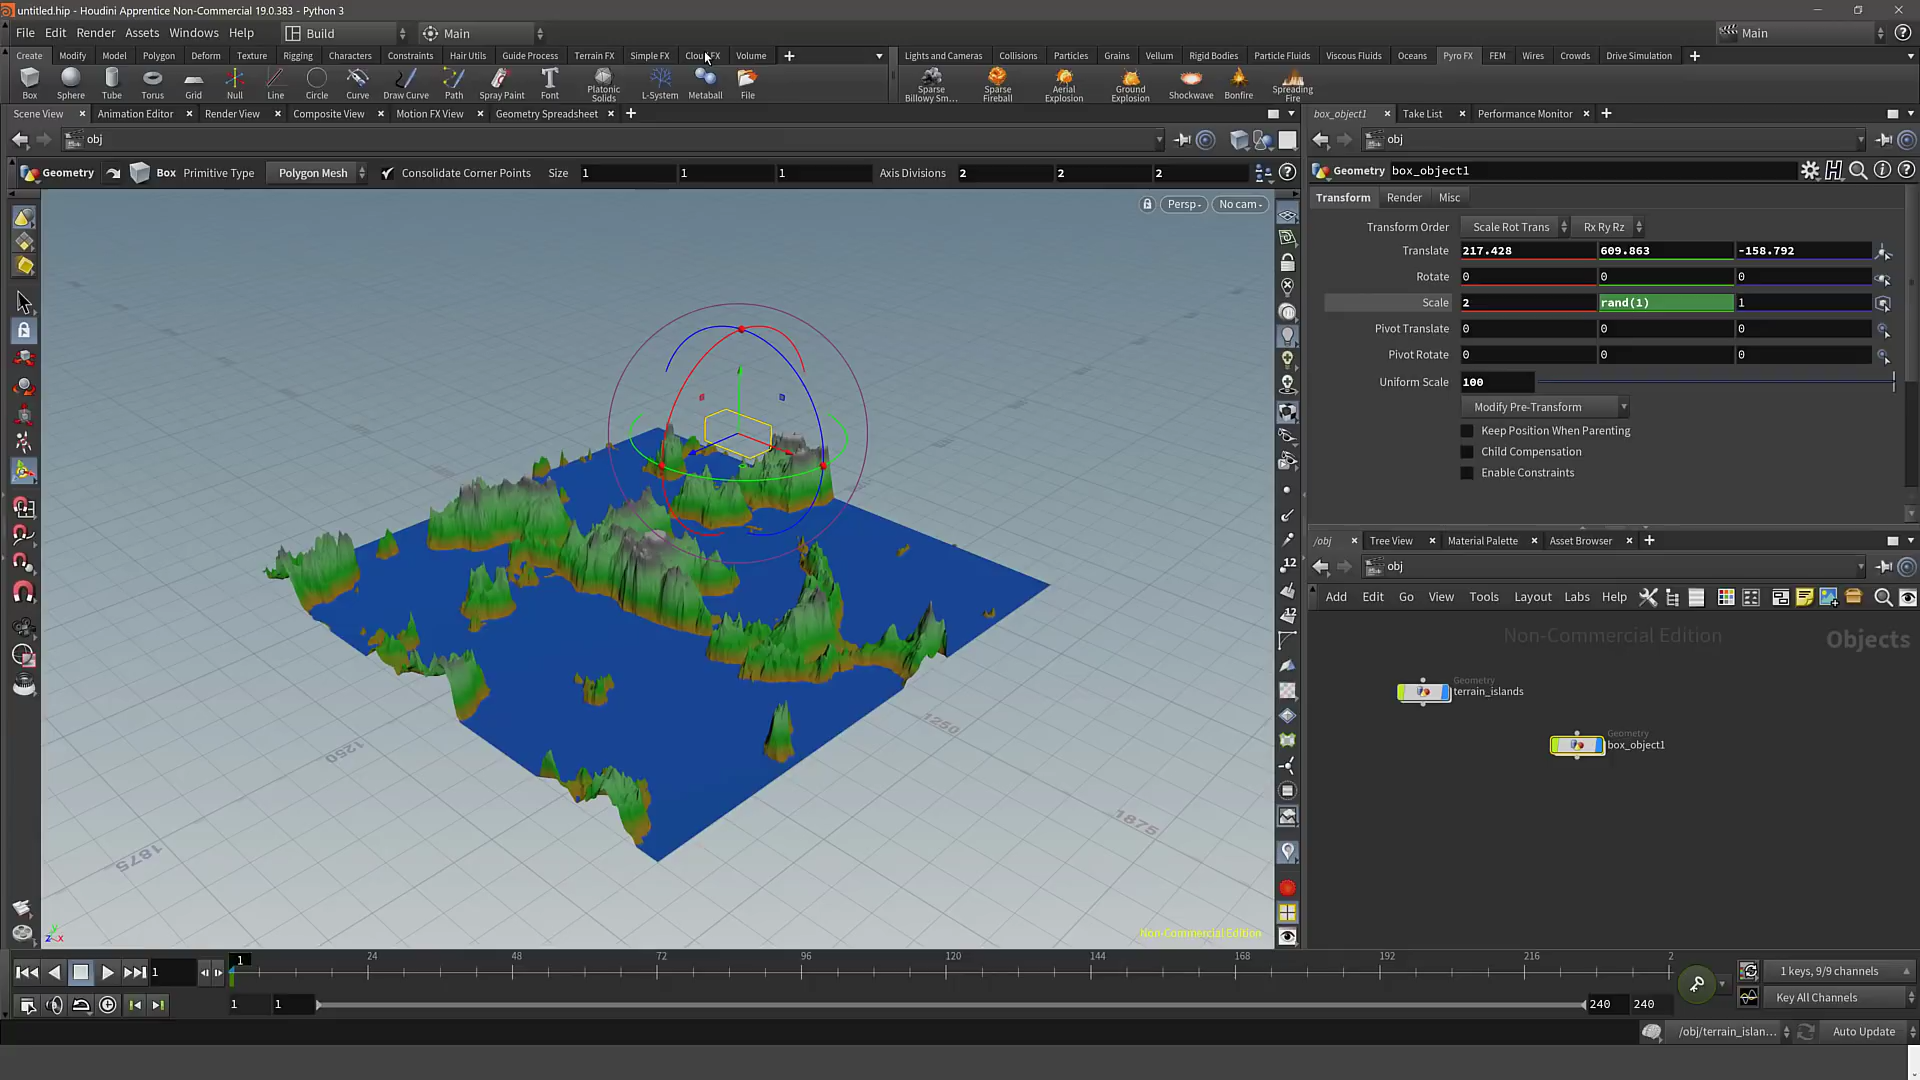 untitled.hip - Houdini Apprentice Non-Commercial 19.0.383 - Python 3
File Edit Render Assets Windows Help Build Main Main
Create Modify Model Polygon Deform Texture Rigging Characters Constraints Hair Utils Guide Process Terrain FX Simple FX Volume
Lights and Cameras Collisions Particles Grains Vellum Rigid Bodies Particle Fluids Viscous Fluids Oceans Pyro FX FEM Wires Crowds Drive Simulation
Box Sphere Tube Torus Grid Null Line Circle Curve Draw Curve Path Spray Paint Font Platonic Solids L-System Metaball File
Sparse Billowy Sm... Sparse Fireball Aerial Explosion Ground Explosion Shockwave Bonfire Spreading Fire
Scene View Animation Editor Render View Composite View Motion FX View Geometry Spreadsheet
box_object1 Take List Performance Monitor
obj
obj
Geometry Box Primitive Type Polygon Mesh Consolidate Corner Points Size 1 1 1 Axis Divisions 2 2 2
Geometry box_object1
Persp No cam
Transform Render Misc
Transform Order Scale Rot Trans Rx Ry Rz
Translate 217.428 609.863 -158.792
Rotate 0 0 0
Scale 2 rand(1) 1
Pivot Translate 0 0 0
Pivot Rotate 0 0 0
Uniform Scale 100
Modify Pre-Transform
Keep Position When Parenting
Child Compensation
Enable Constraints
/obj Tree View Material Palette Asset Browser
obj
Add Edit Go View Tools Layout Labs Help
Non-Commercial Edition Objects
Geometry
terrain_islands
Geometry
box_object1
12
12
1250
1250
1875
1875
Non-Commercial Edition
1 1 24 48 72 96 120 144 168 192 216 2
1 keys, 9/9 channels
1 1 240 240
Key All Channels
/obj/terrain_islan... Auto Update